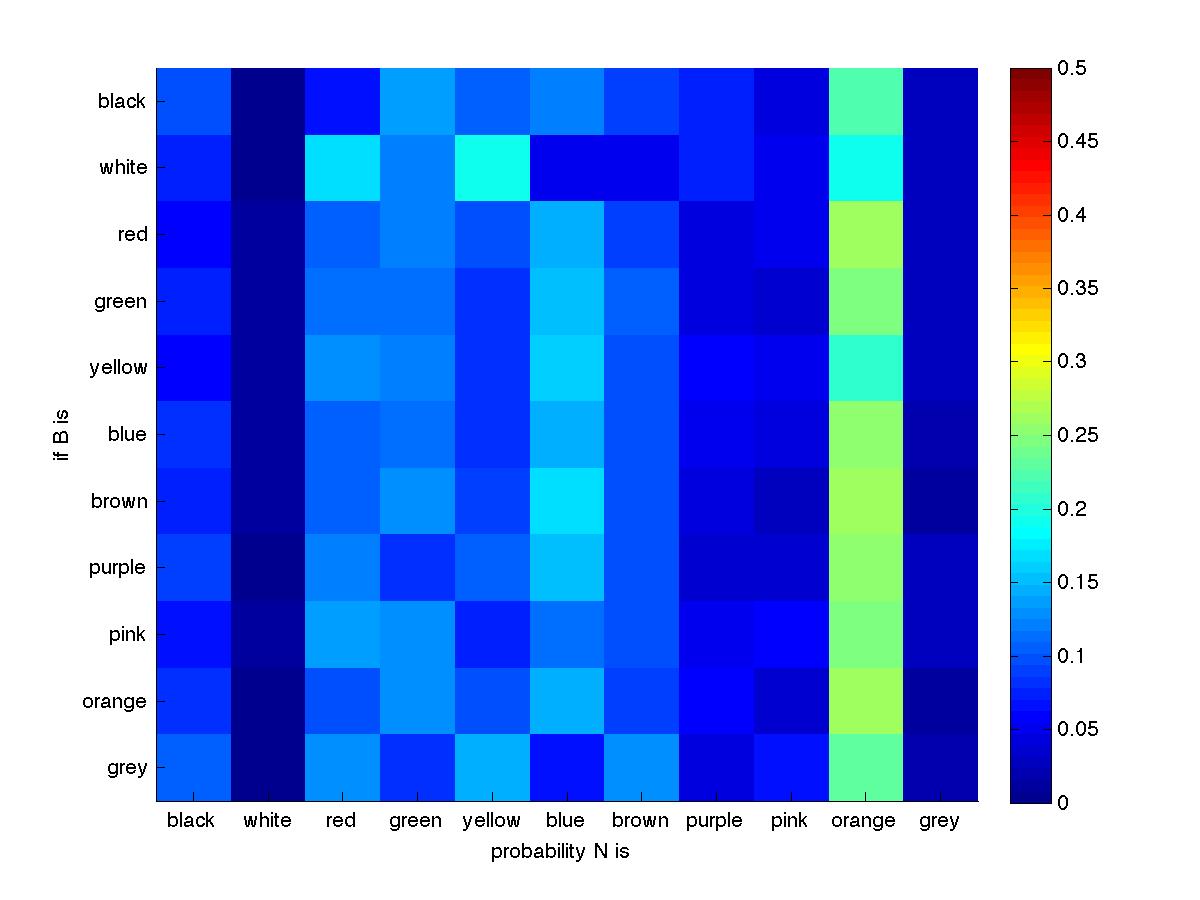 black
white
red
green
yellow
blue
brown
purple
pink
orange
grey
if B is
black white red green yellow blue brown purple pink orange grey
probability N is
0.5
0.45
0.4
0.35
0.3
0.25
0.2
0.15
0.1
0.05
0